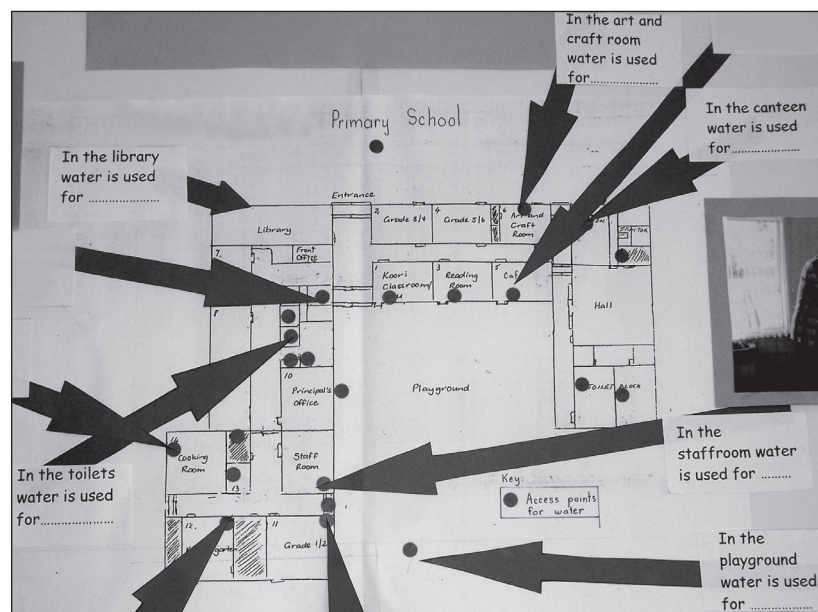 In the art and
craft room
water is used
for..................
In the canteen
water is used
for..................
Primary School
In the library
water is used
for ..................
Entrance
Library
2
Grade 3/4
4
Grade 5/6
6
Art and
Craft
Room
JANITOR
7.
Front
Office
1
Koori
Classroom/
3
Reading
Room
5
Hall
8
10
Principal's
Office
Playground
TOILET BLOCK
14
Cooking
Room
13
Staff
Room
In the
staffroom water
is used for .........
In the toilets
water is used
for..................
Key:
Access points
for water
12.
11
Grade 1/2
In the
playground
water is used
for ..................